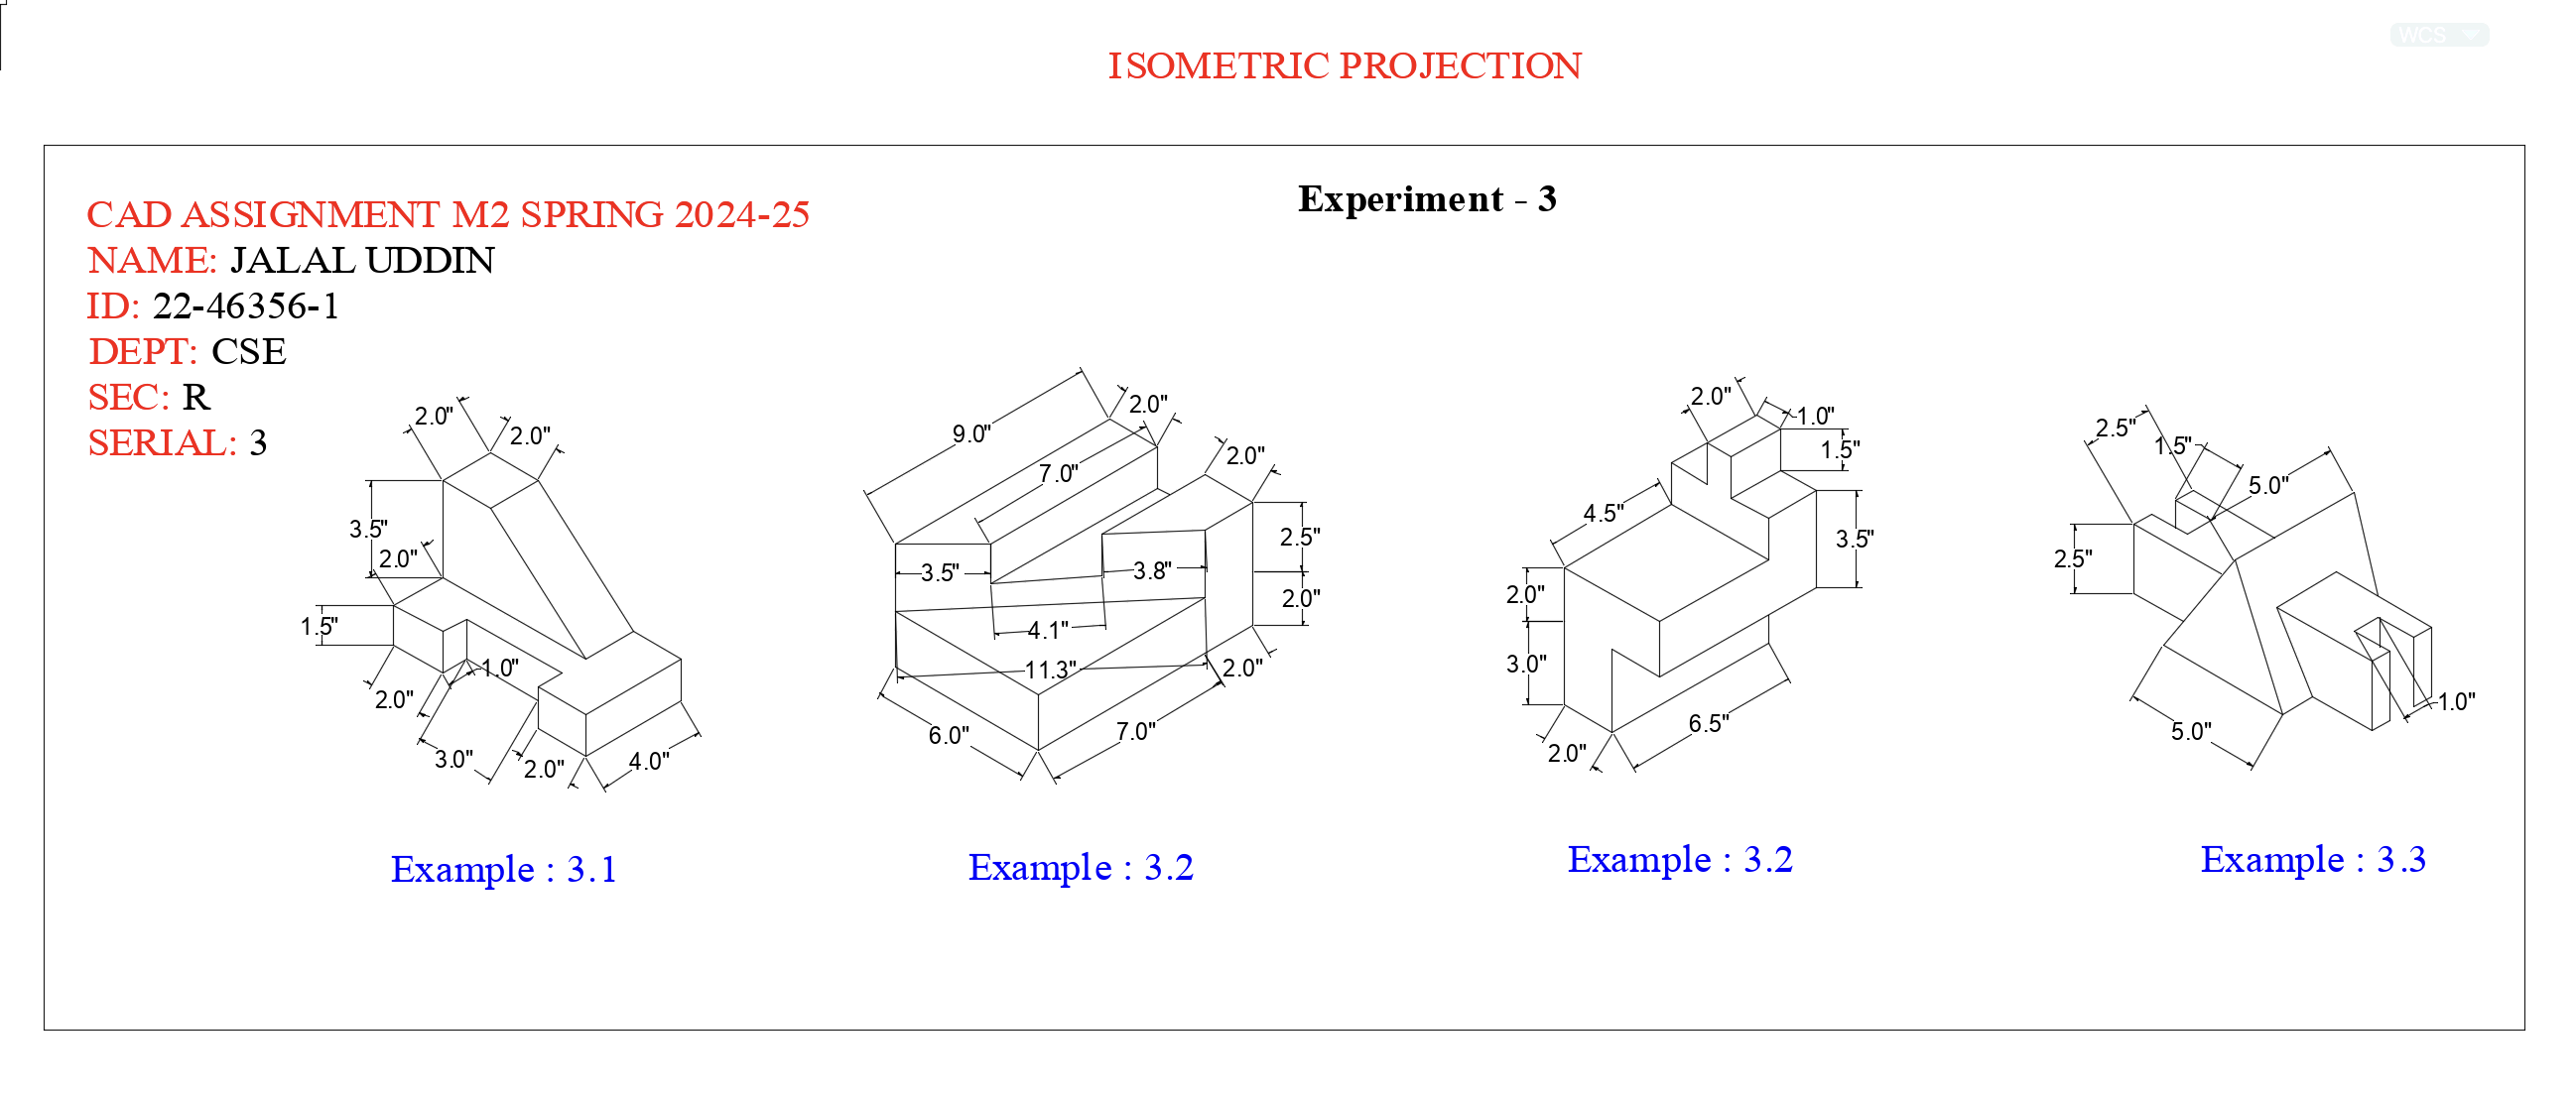 WCS
ISOMETRIC PROJECTION
Experiment - 3
CAD ASSIGNMENT M2 SPRING 2024-25
NAME: JALAL UDDIN
ID: 22-46356-1
DEPT: CSE
SEC: R
SERIAL: 3
2.0"
2.0"
3.5"
2.0"
1.5"
1.0"
2.0"
3.0"
2.0"
4.0"
Example : 3.1
9.0"
2.0"
7.0"
2.0"
3.5"
3.8"
2.5"
2.0"
4.1"
11.3"
2.0"
6.0"
7.0"
Example : 3.2
2.0"
1.0"
1.5"
4.5"
3.5"
2.0"
3.0"
2.0"
6.5"
Example : 3.2
2.5"
1.5"
5.0"
2.5"
1.0"
5.0"
Example : 3.3